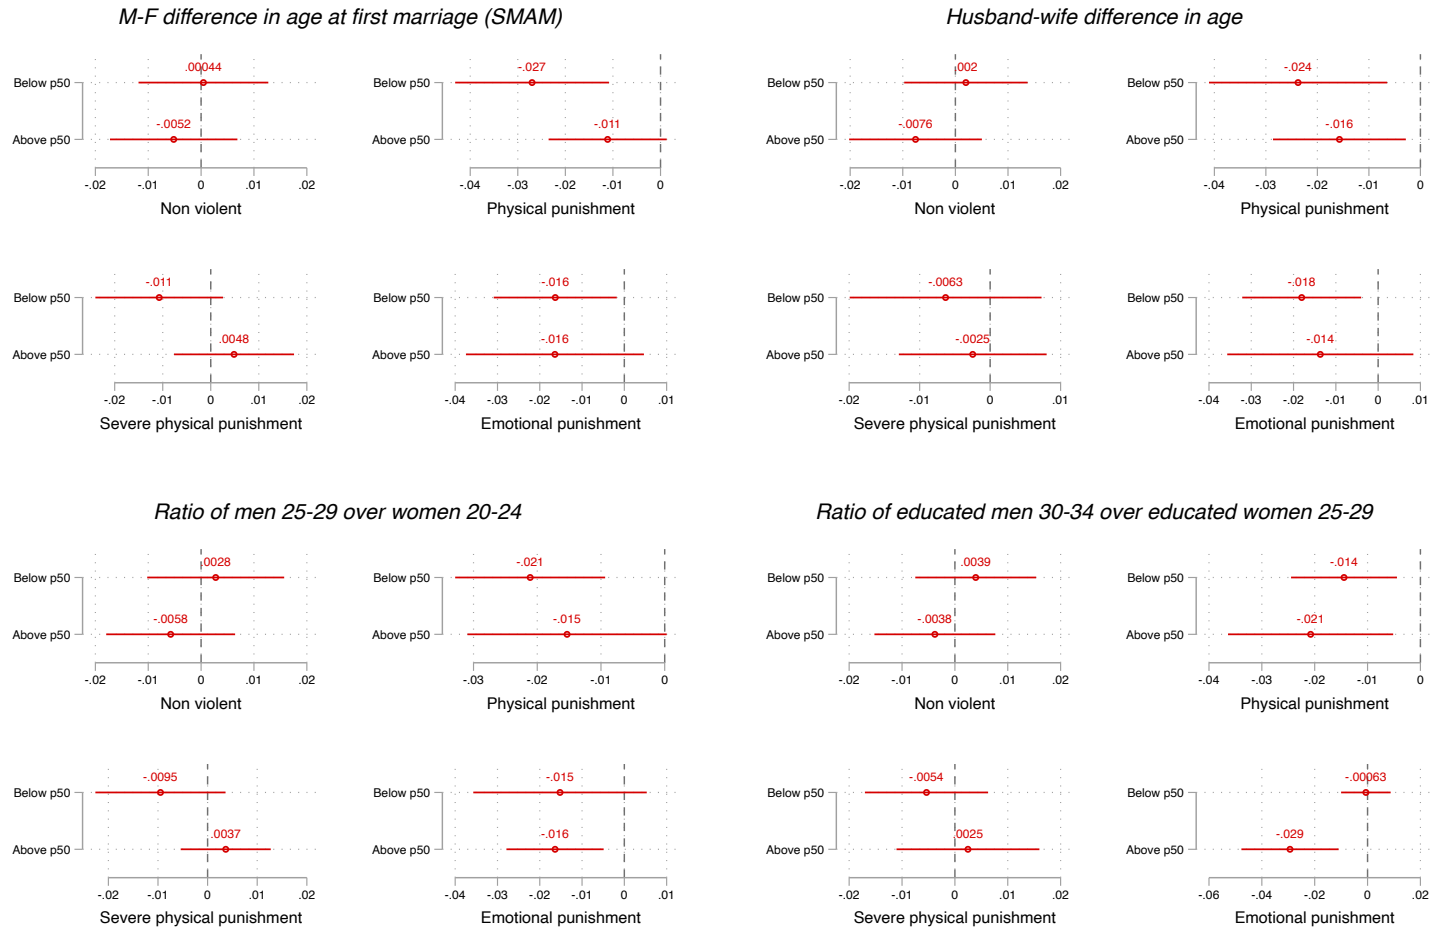 M-F difference in age at first marriage (SMAM)
Below p50
.00044
Above p50
-.0052
-.02 -.01 0 .01 .02
Non violent
Below p50
-.027
Above p50
-.011
-.04 -.03 -.02 -.01 0
Physical punishment
Below p50
-.011
Above p50
.0048
-.02 -.01 0 .01 .02
Severe physical punishment
Below p50
-.016
Above p50
-.016
-.04 -.03 -.02 -.01 0 .01
Emotional punishment
Husband-wife difference in age
Below p50
.002
Above p50
-.0076
-.02 -.01 0 .01 .02
Non violent
Below p50
-.024
Above p50
-.016
-.04 -.03 -.02 -.01 0
Physical punishment
Below p50
-.0063
Above p50
-.0025
-.02 -.01 0 .01
Severe physical punishment
Below p50
-.018
Above p50
-.014
-.04 -.03 -.02 -.01 0 .01
Emotional punishment
Ratio of men 25-29 over women 20-24
Below p50
.0028
Above p50
-.0058
-.02 -.01 0 .01 .02
Non violent
Below p50
-.021
Above p50
-.015
-.03 -.02 -.01 0
Physical punishment
Below p50
-.0095
Above p50
.0037
-.02 -.01 0 .01 .02
Severe physical punishment
Below p50
-.015
Above p50
-.016
-.04 -.03 -.02 -.01 0 .01
Emotional punishment
Ratio of educated men 30-34 over educated women 25-29
Below p50
.0039
Above p50
-.0038
-.02 -.01 0 .01 .02
Non violent
Below p50
-.014
Above p50
-.021
-.04 -.03 -.02 -.01 0
Physical punishment
Below p50
-.0054
Above p50
.0025
-.02 -.01 0 .01 .02
Severe physical punishment
Below p50
-.00063
Above p50
-.029
-.06 -.04 -.02 0 .02
Emotional punishment